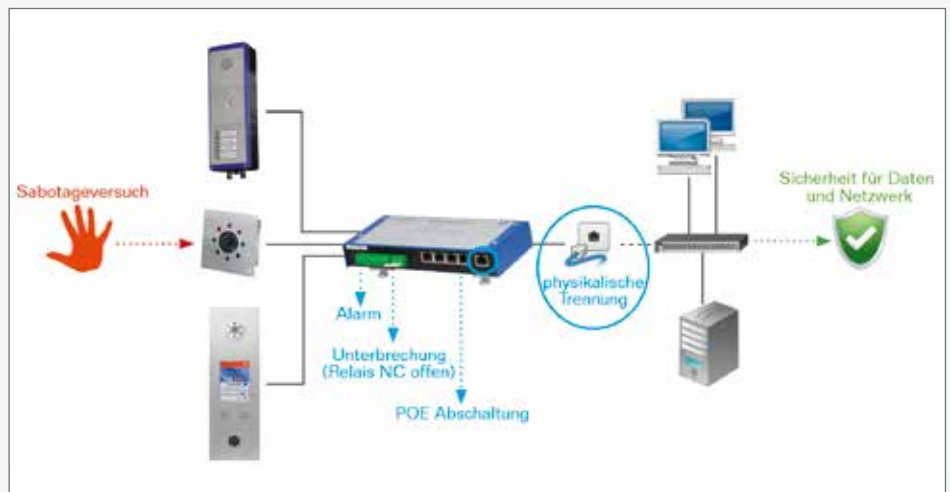 Sabotageversuch
Alarm
Unterbrechung
(Relais NC offen)
POE Abschaltung
physikalische
Trennung
Sicherheit für Daten
und Netzwerk